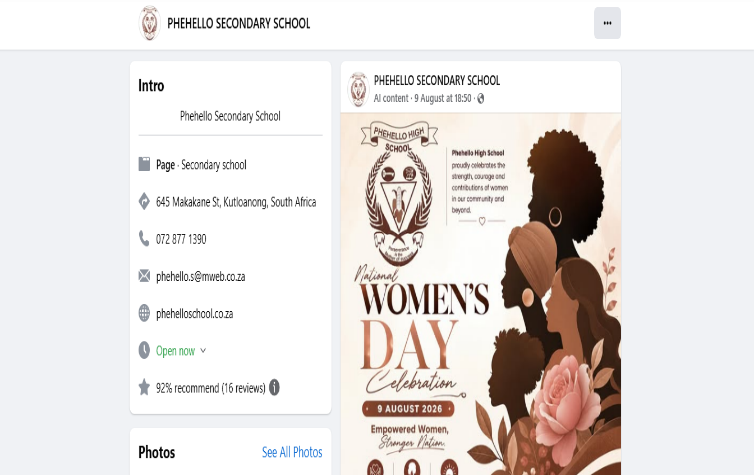 PHEHELLO SECONDARY SCHOOL
Intro
Phehello Secondary School
Page · Secondary school
645 Makakane St, Kutloanong, South Africa
072 877 1390
phehello.s@mweb.co.za
phehelloschool.co.za
Open now
92% recommend (16 reviews)
Photos
See All Photos
PHEHELLO SECONDARY SCHOOL
AI content · 9 August at 18:50 ·
PHEHELLO HIGH
SCHOOL
Phehello High School
proudly celebrates the
strength, courage and
contributions of women
in our community and
beyond.
National
WOMEN'S
DAY
Celebration
• 9 AUGUST 2026 •
Empowered Women,
Stronger Nation.